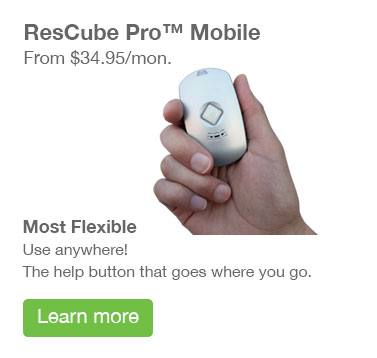 ResCube Pro™ Mobile
From $34.95/mon.
Most Flexible
Use anywhere!
The help button that goes where you go.
Learn more